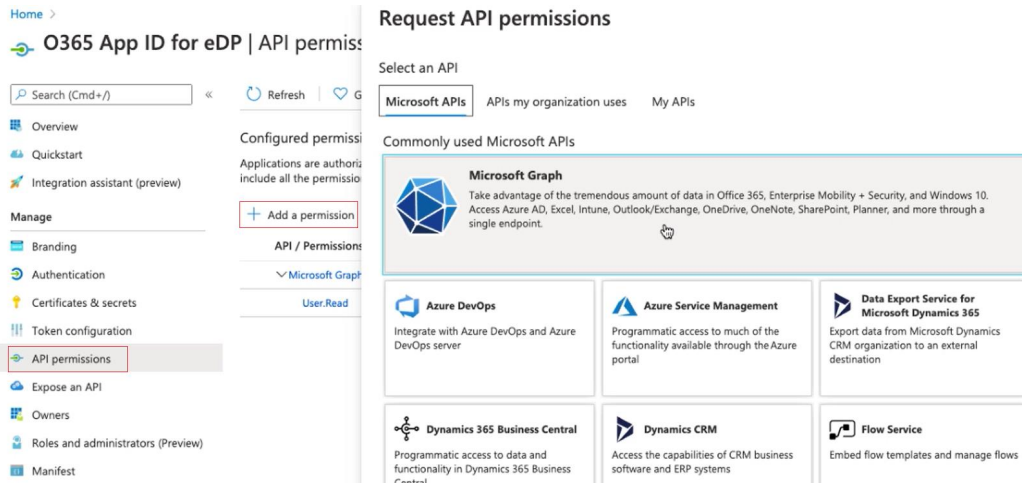 Home >
O365 App ID for eDP | API permiss
Search (Cmd+/)
«
Overview
Quickstart
Integration assistant (preview)
Manage
Branding
Authentication
Certificates & secrets
Token configuration
API permissions
Expose an API
Owners
Roles and administrators (Preview)
Manifest
Refresh
G
Configured permissi
Applications are authoriz
include all the permissio
+ Add a permission
API / Permissions
Microsoft Graph
User.Read
Request API permissions
Select an API
Microsoft APIs
APIs my organization uses
My APIs
Commonly used Microsoft APIs
Microsoft Graph
Take advantage of the tremendous amount of data in Office 365, Enterprise Mobility + Security, and Windows 10.
Access Azure AD, Excel, Intune, Outlook/Exchange, OneDrive, OneNote, SharePoint, Planner, and more through a
single endpoint.
Azure DevOps
Integrate with Azure DevOps and Azure
DevOps server
Azure Service Management
Programmatic access to much of the
functionality available through the Azure
portal
Data Export Service for
Microsoft Dynamics 365
Export data from Microsoft Dynamics
CRM organization to an external
destination
Dynamics 365 Business Central
Programmatic access to data and
functionality in Dynamics 365 Business
Central
Dynamics CRM
Access the capabilities of CRM business
software and ERP systems
Flow Service
Embed flow templates and manage flows